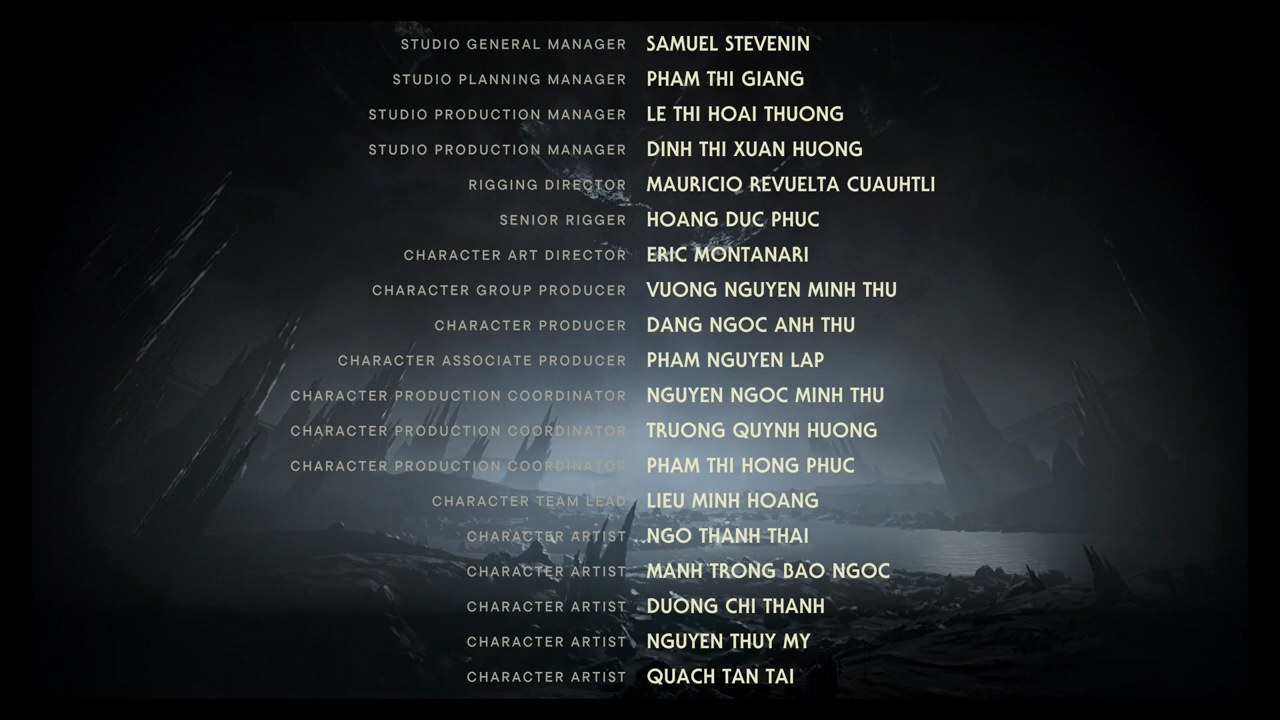 STUDIO GENERAL MANAGER SAMUEL STEVENIN
STUDIO PLANNING MANAGER PHAM THI GIANG
STUDIO PRODUCTION MANAGER LE THI HOAI THUONG
STUDIO PRODUCTION MANAGER DINH THI XUAN HUONG
RIGGING DIRECTOR MAURICIO REVUELTA CUAUHTLI
SENIOR RIGGER HOANG DUC PHUC
CHARACTER ART DIRECTOR ERIC MONTANARI
CHARACTER GROUP PRODUCER VUONG NGUYEN MINH THU
CHARACTER PRODUCER DANG NGOC ANH THU
CHARACTER ASSOCIATE PRODUCER PHAM NGUYEN LAP
CHARACTER PRODUCTION COORDINATOR NGUYEN NGOC MINH THU
CHARACTER PRODUCTION COORDINATOR TRUONG QUYNH HUONG
CHARACTER PRODUCTION COORDINATOR PHAM THI HONG PHUC
CHARACTER TEAM LEAD LIEU MINH HOANG
CHARACTER ARTIST NGO THANH THAI
CHARACTER ARTIST MANH TRONG BAO NGOC
CHARACTER ARTIST DUONG CHI THANH
CHARACTER ARTIST NGUYEN THUY MY
CHARACTER ARTIST QUACH TAN TAI